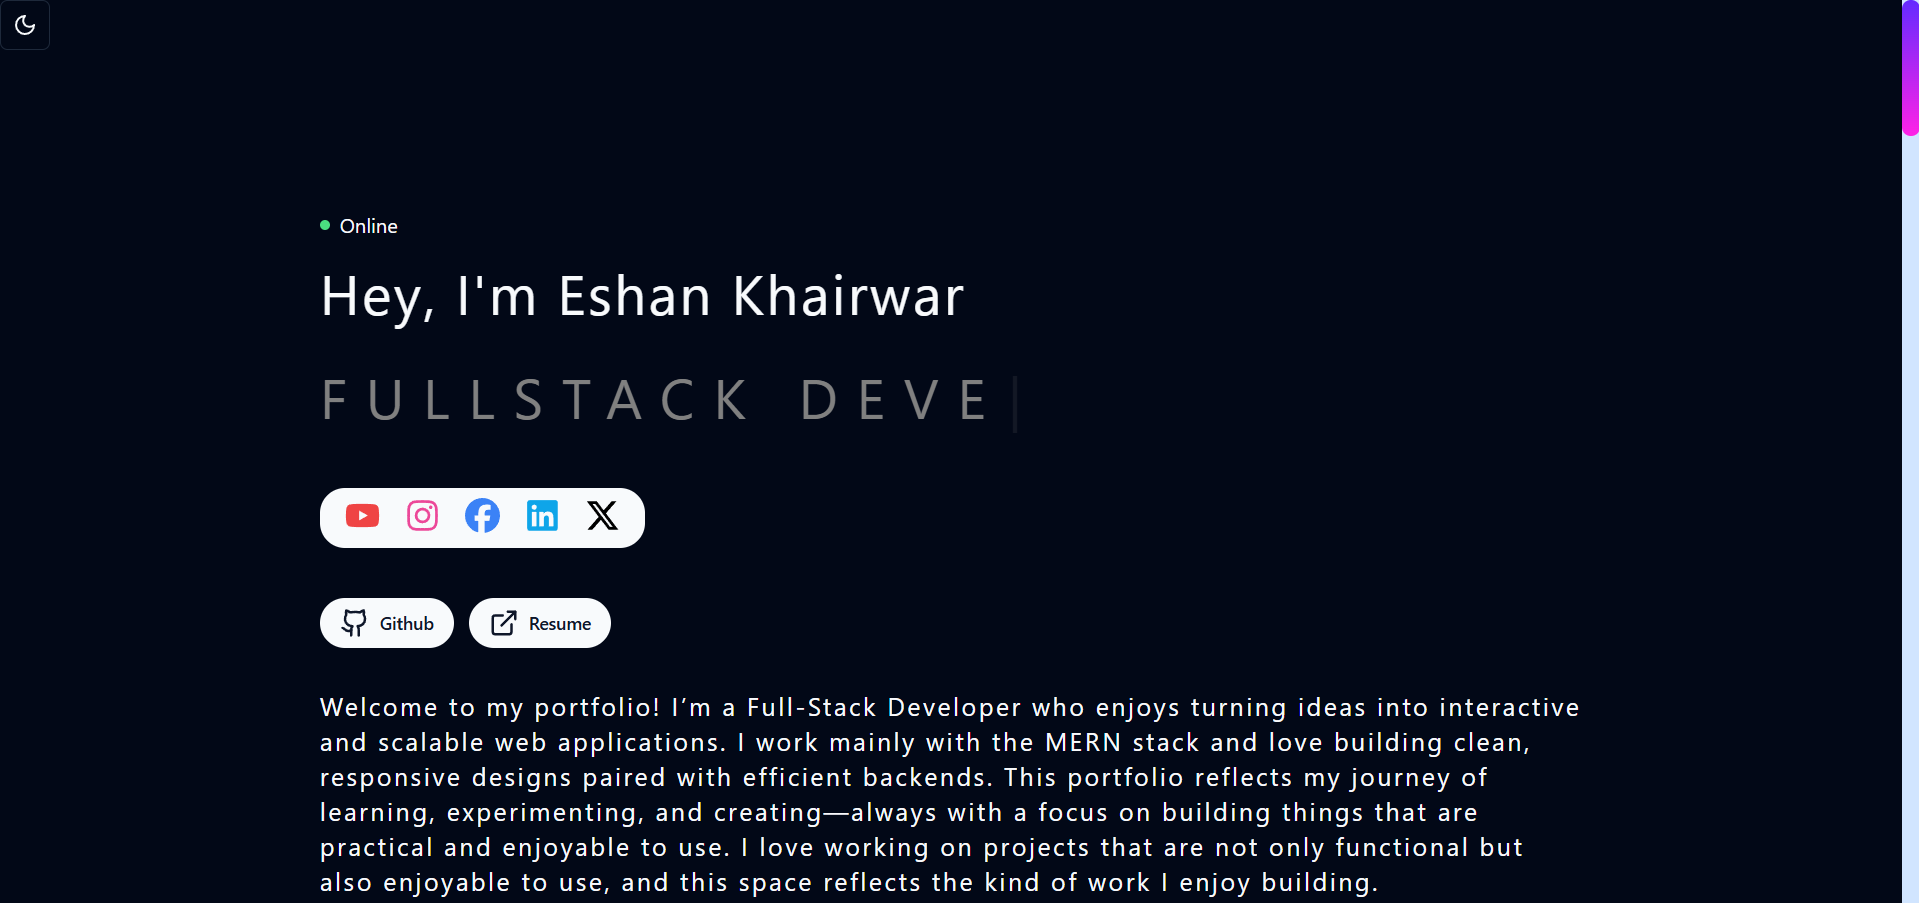 Online
Hey, I'm Eshan Khairwar
FULLSTACK DEVE
Github
Resume
Welcome to my portfolio! I’m a Full-Stack Developer who enjoys turning ideas into interactive
and scalable web applications. I work mainly with the MERN stack and love building clean,
responsive designs paired with efficient backends. This portfolio reflects my journey of
learning, experimenting, and creating—always with a focus on building things that are
practical and enjoyable to use. I love working on projects that are not only functional but
also enjoyable to use, and this space reflects the kind of work I enjoy building.